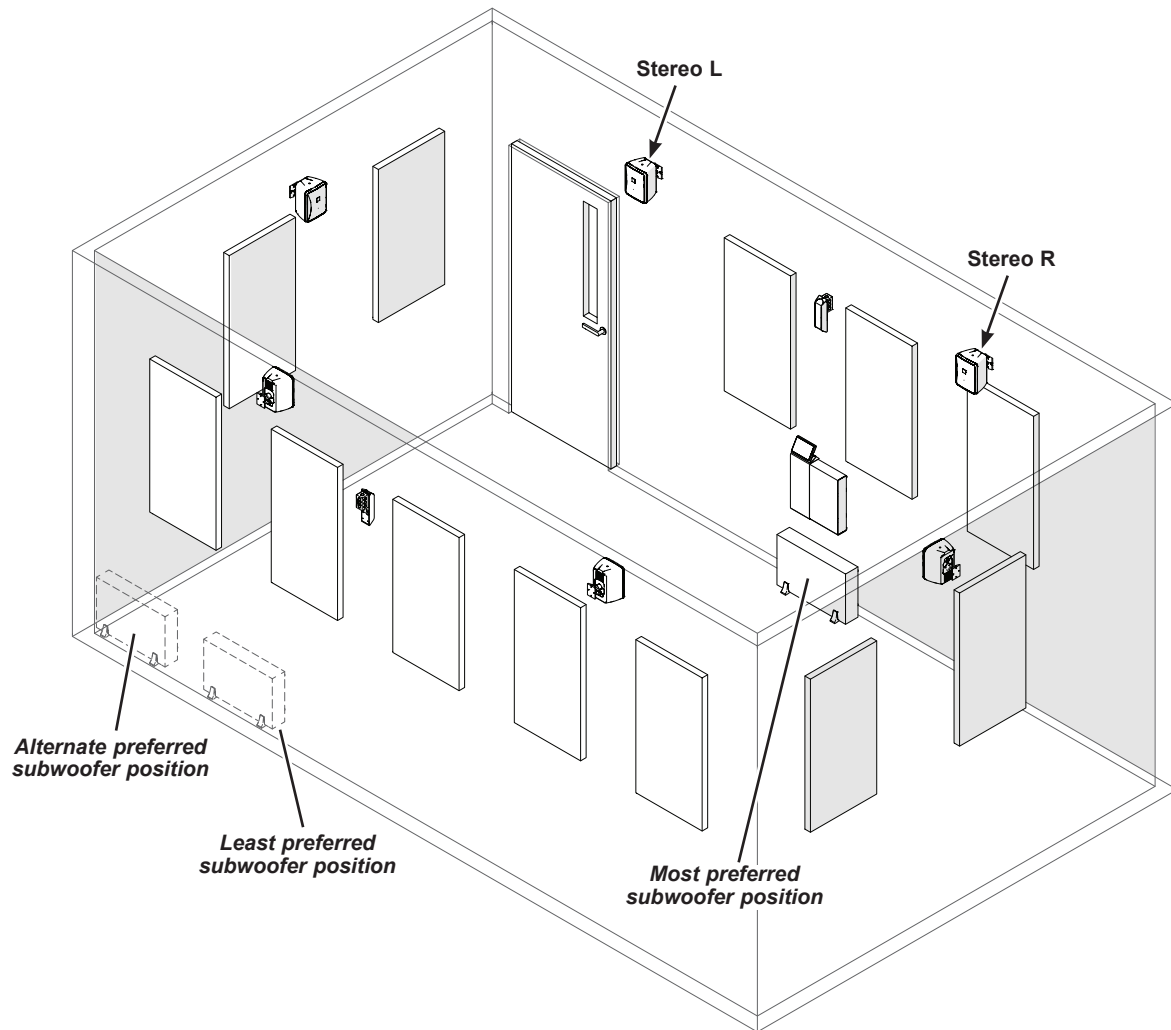 Stereo L
Stereo R
Alternate preferred
subwoofer position
Least preferred
subwoofer position
Most preferred
subwoofer position